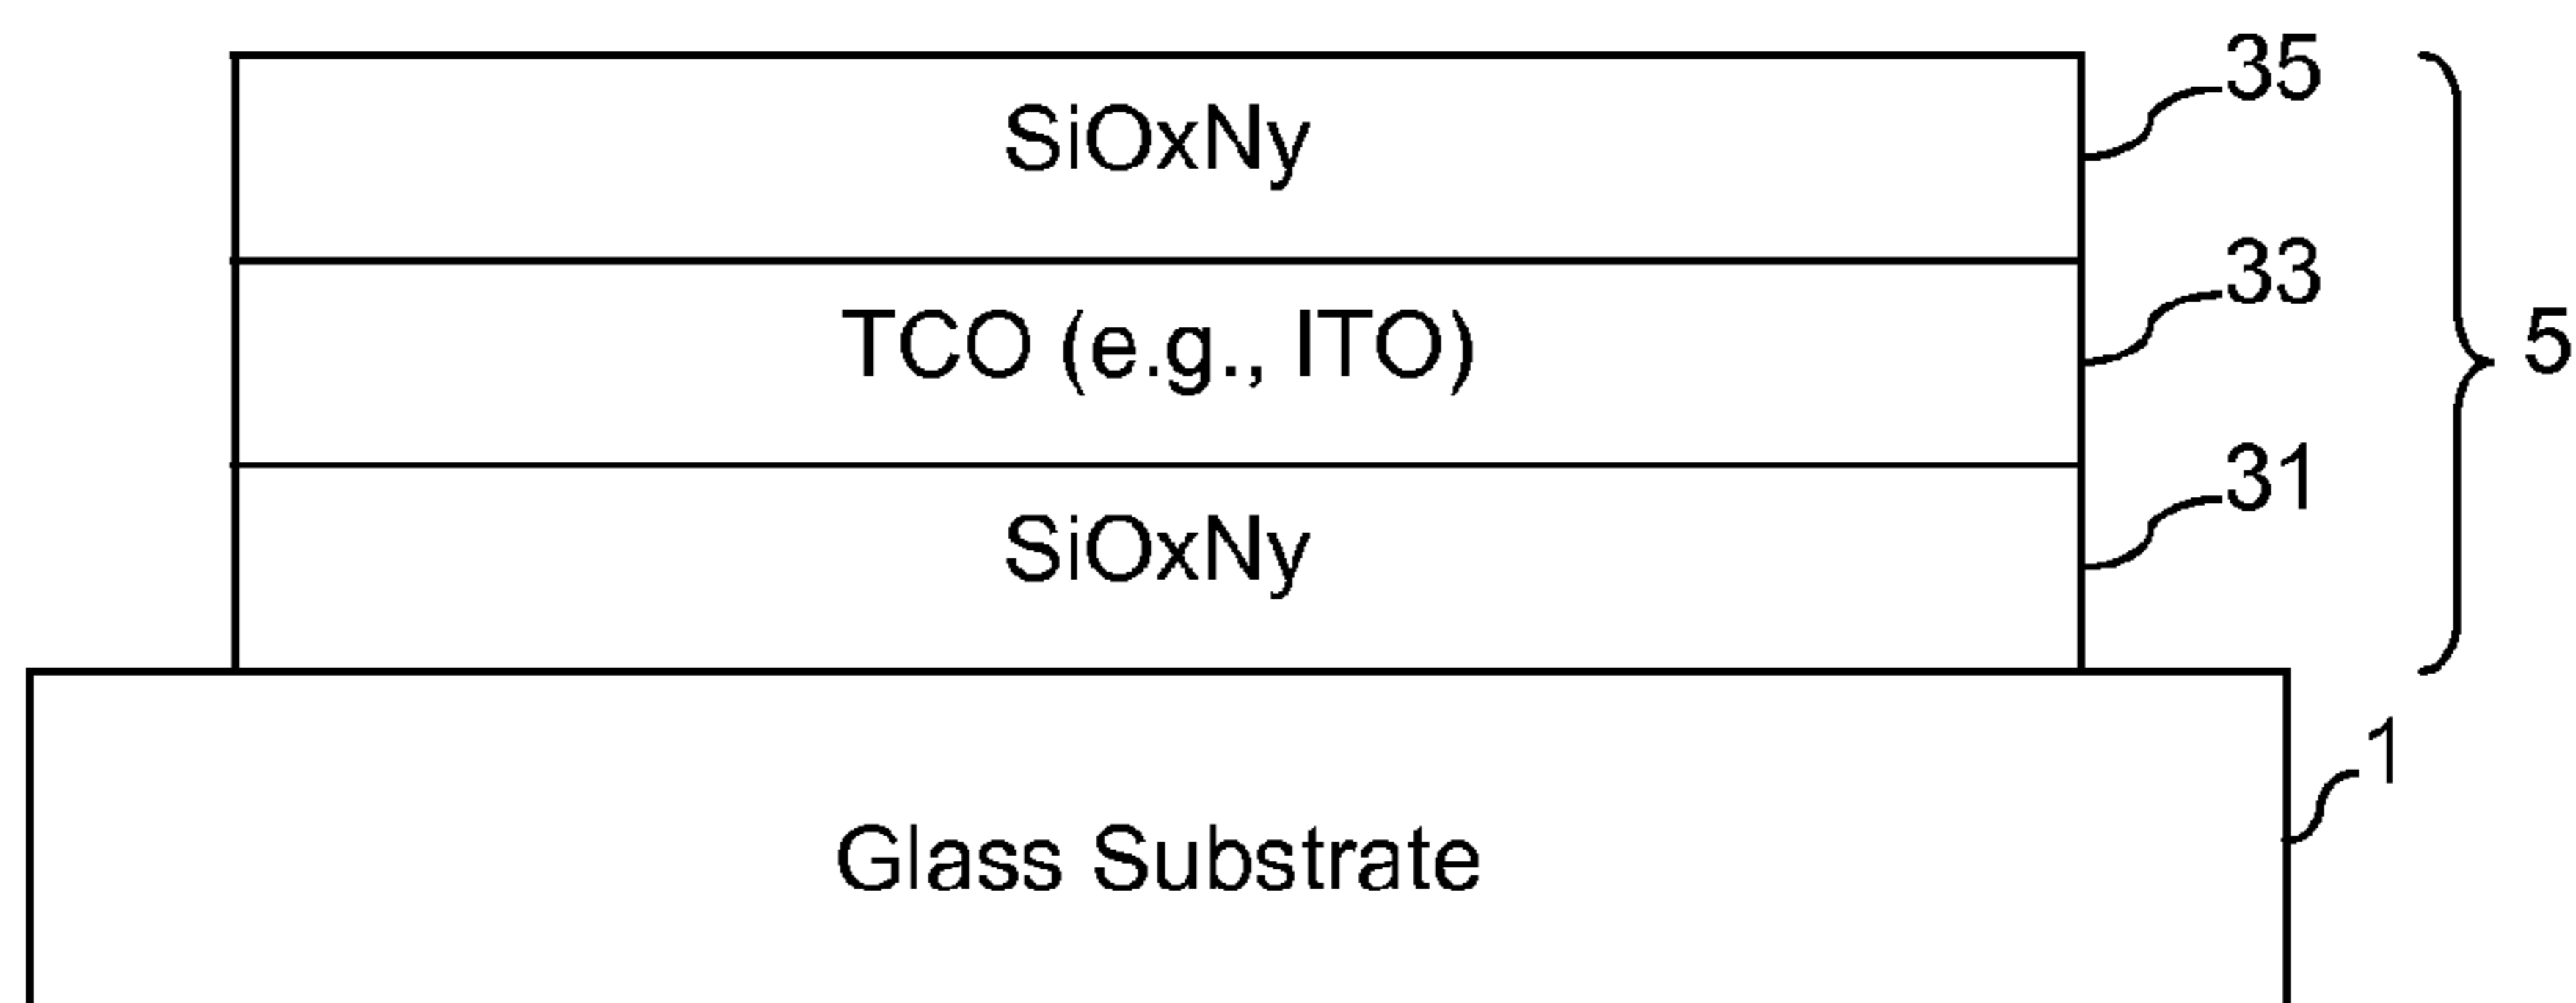 SiOxNy
35
TCO (e.g., ITO)
33
5
SiOxNy
31
1
Glass Substrate